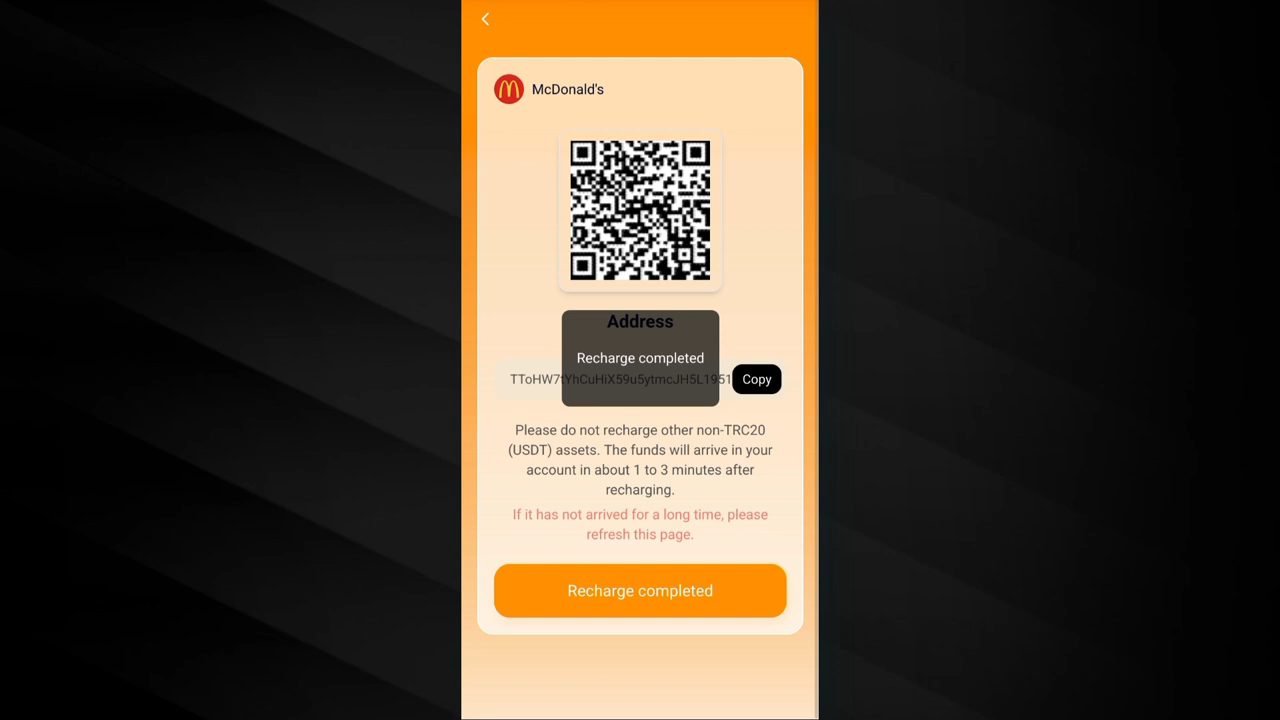 McDonald's
Address
Recharge completed
TToHW7tYhCuHiX59u5ytmcJH5L1951
Copy
Please do not recharge other non-TRC20
(USDT) assets. The funds will arrive in your
account in about 1 to 3 minutes after
recharging.
If it has not arrived for a long time, please
refresh this page.
Recharge completed